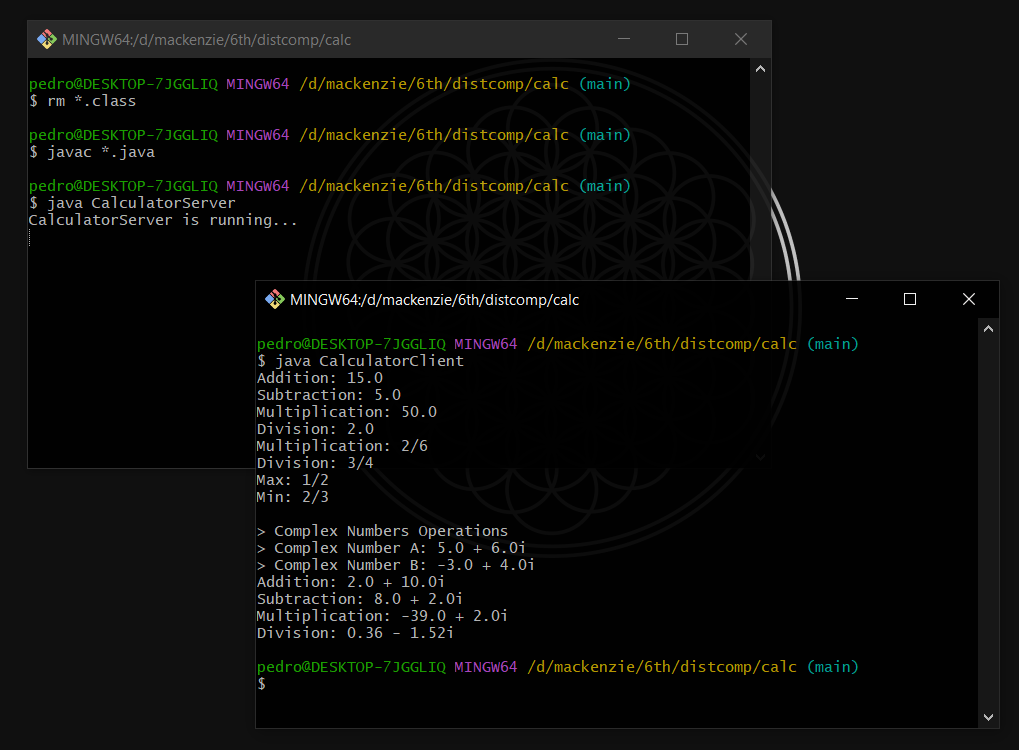 MINGW64:/d/mackenzie/6th/distcomp/calc
pedro@DESKTOP-7JGGLIQ MINGW64 /d/mackenzie/6th/distcomp/calc (main)
$ rm *.class
pedro@DESKTOP-7JGGLIQ MINGW64 /d/mackenzie/6th/distcomp/calc (main)
$ javac *.java
pedro@DESKTOP-7JGGLIQ MINGW64 /d/mackenzie/6th/distcomp/calc (main)
$ java CalculatorServer
CalculatorServer is running...
MINGW64:/d/mackenzie/6th/distcomp/calc
pedro@DESKTOP-7JGGLIQ MINGW64 /d/mackenzie/6th/distcomp/calc (main)
$ java CalculatorClient
Addition: 15.0
Subtraction: 5.0
Multiplication: 50.0
Division: 2.0
Multiplication: 2/6
Division: 3/4
Max: 1/2
Min: 2/3
> Complex Numbers Operations
> Complex Number A: 5.0 + 6.0i
> Complex Number B: -3.0 + 4.0i
Addition: 2.0 + 10.0i
Subtraction: 8.0 + 2.0i
Multiplication: -39.0 + 2.0i
Division: 0.36 - 1.52i
pedro@DESKTOP-7JGGLIQ MINGW64 /d/mackenzie/6th/distcomp/calc (main)
$